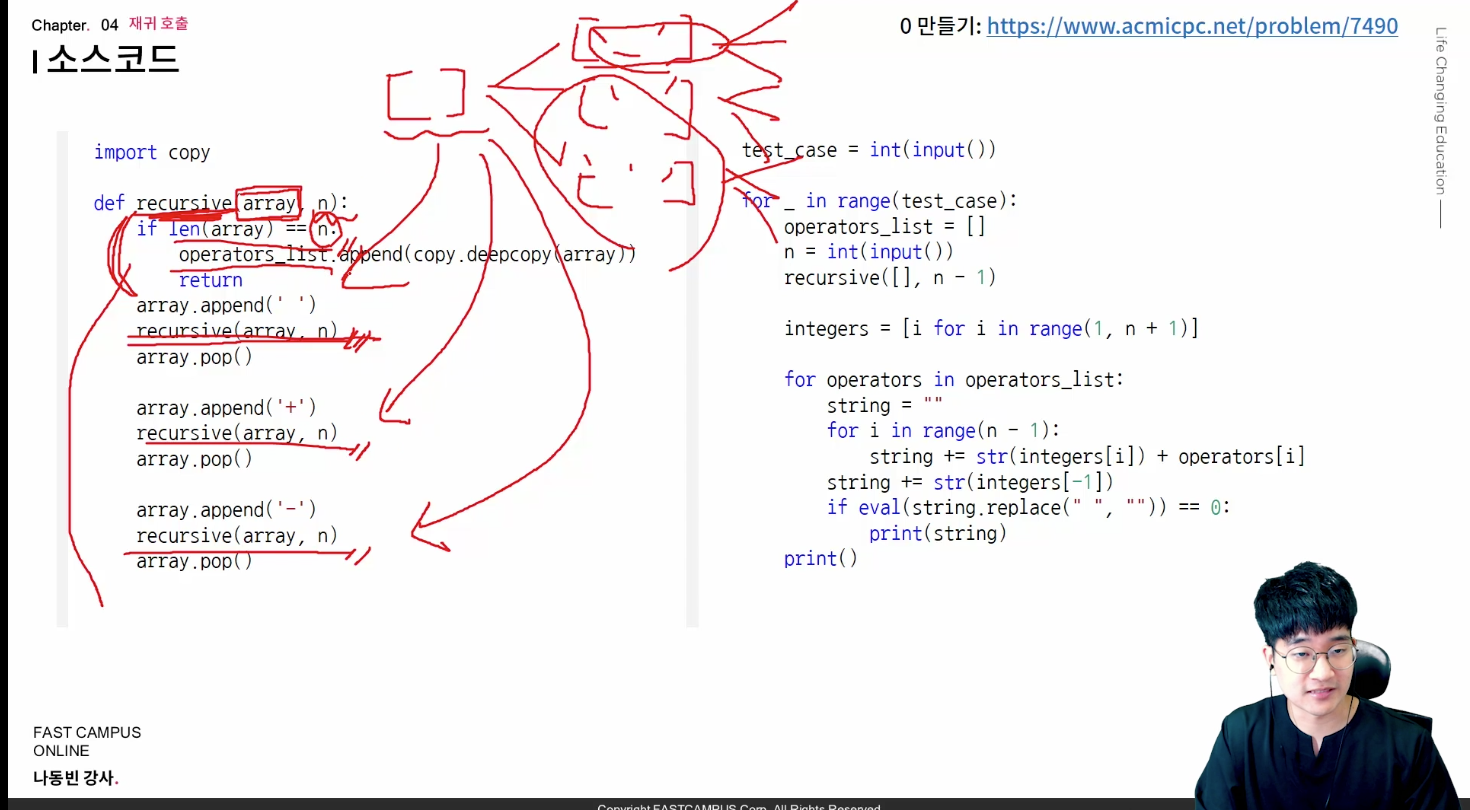 Chapter. 04 재귀 호출
소스코드
0 만들기: https://www.acmicpc.net/problem/7490
Life Changing Education
import copy
def recursive(array, n):
    if len(array) == n:
        operators_list.append(copy.deepcopy(array))
        return
    array.append(' ')
    recursive(array, n)
    array.pop()
    array.append('+')
    recursive(array, n)
    array.pop()
    array.append('-')
    recursive(array, n)
    array.pop()
test_case = int(input())
for _ in range(test_case):
    operators_list = []
    n = int(input())
    recursive([], n - 1)
    integers = [i for i in range(1, n + 1)]
    for operators in operators_list:
        string = ""
        for i in range(n - 1):
            string += str(integers[i]) + operators[i]
        string += str(integers[-1])
        if eval(string.replace(" ", "")) == 0:
            print(string)
    print()
FAST CAMPUS
ONLINE
나동빈 강사.
Copyright FASTCAMPUS Corp. All Rights Reserved